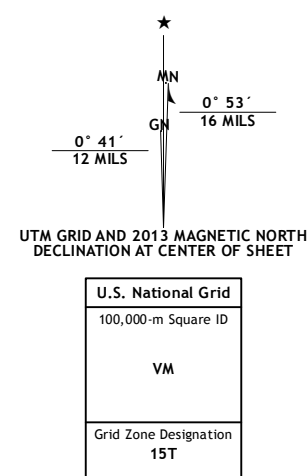 MN
0° 53´
16 MILS
GN
0° 41´
12 MILS
UTM GRID AND 2013 MAGNETIC NORTH
DECLINATION AT CENTER OF SHEET
U.S. National Grid
100,000-m Square ID
VM
Grid Zone Designation
15T